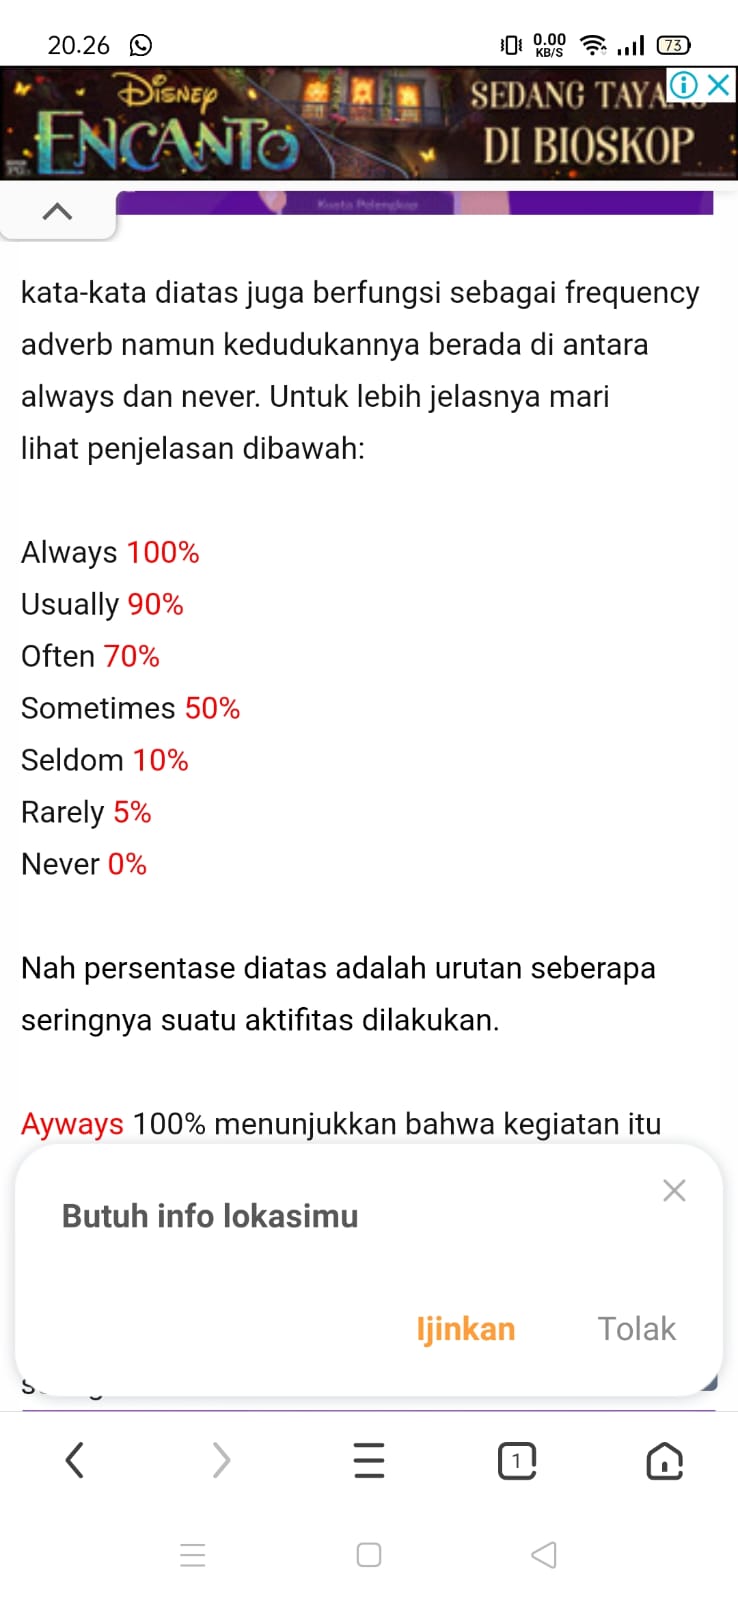 20.26
0.00
KB/S
73
Disney
ENCANTO
SEDANG
DI BIOSKOP
Kuota Pelengkap
kata-kata diatas juga berfungsi sebagai frequency
adverb namun kedudukannya berada di antara
always dan never. Untuk lebih jelasnya mari
lihat penjelasan dibawah:
Always 100%
Usually 90%
Often 70%
Sometimes 50%
Seldom 10%
Rarely 5%
Never 0%
Nah persentase diatas adalah urutan seberapa
seringnya suatu aktifitas dilakukan.
Ayways 100% menunjukkan bahwa kegiatan itu
Butuh info lokasimu
Ijinkan
Tolak
1